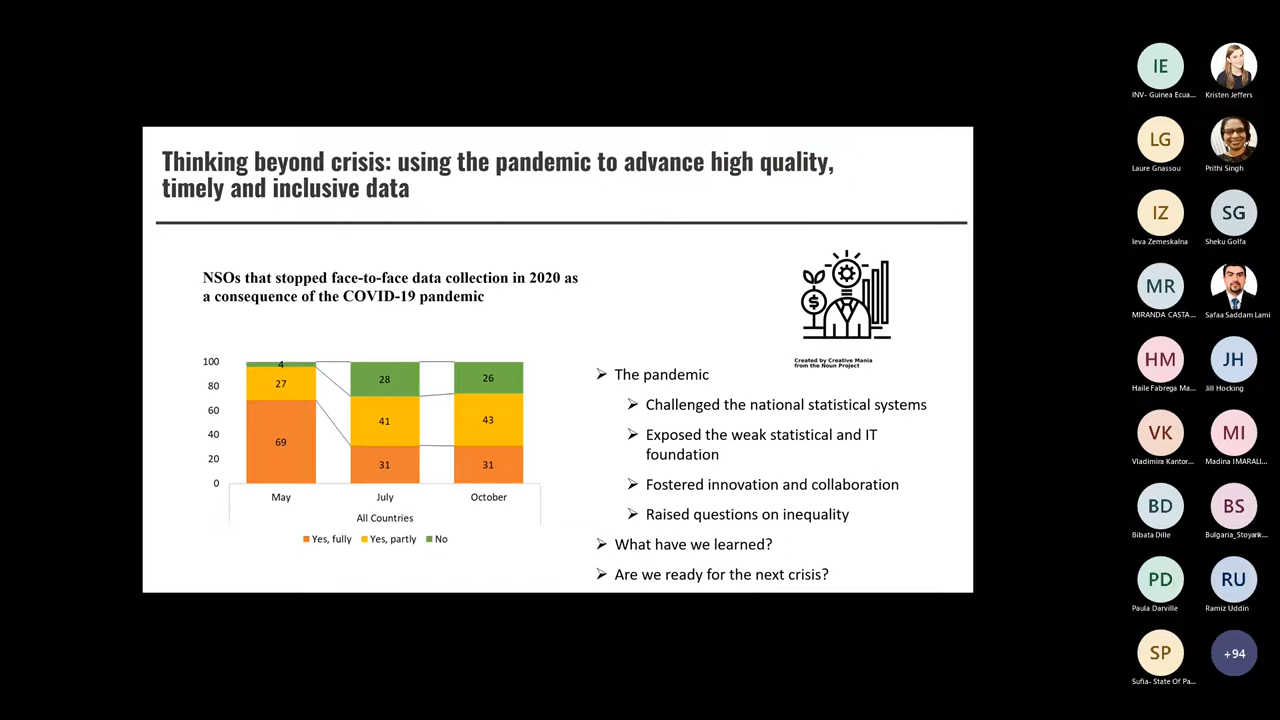 Thinking beyond crisis: using the pandemic to advance high quality,
timely and inclusive data
NSOs that stopped face-to-face data collection in 2020 as
a consequence of the COVID-19 pandemic
100
80
60
40
20
0
4
27
69
28
41
31
26
43
31
May
July
October
All Countries
Yes, fully
Yes, partly
No
Created by Creative Mania
from the Noun Project
The pandemic
Challenged the national statistical systems
Exposed the weak statistical and IT
foundation
Fostered innovation and collaboration
Raised questions on inequality
What have we learned?
Are we ready for the next crisis?
IE
INV- Guinea Ecua...
Kristen Jeffers
LG
Laure Gnassou
Prithi Singh
IZ
Ieva Zemeskalna
SG
Sheku Golfa
MR
MIRANDA CASTA...
Safaa Saddam Lami
HM
Haile Fabrega Ma...
JH
Jill Hocking
VK
Vladimira Kantor...
MI
Madina IMARALI...
BD
Bibata Dille
BS
Bulgaria_Stoyank...
PD
Paula Darville
RU
Ramiz Uddin
SP
Sufia- State Of Pa...
+94